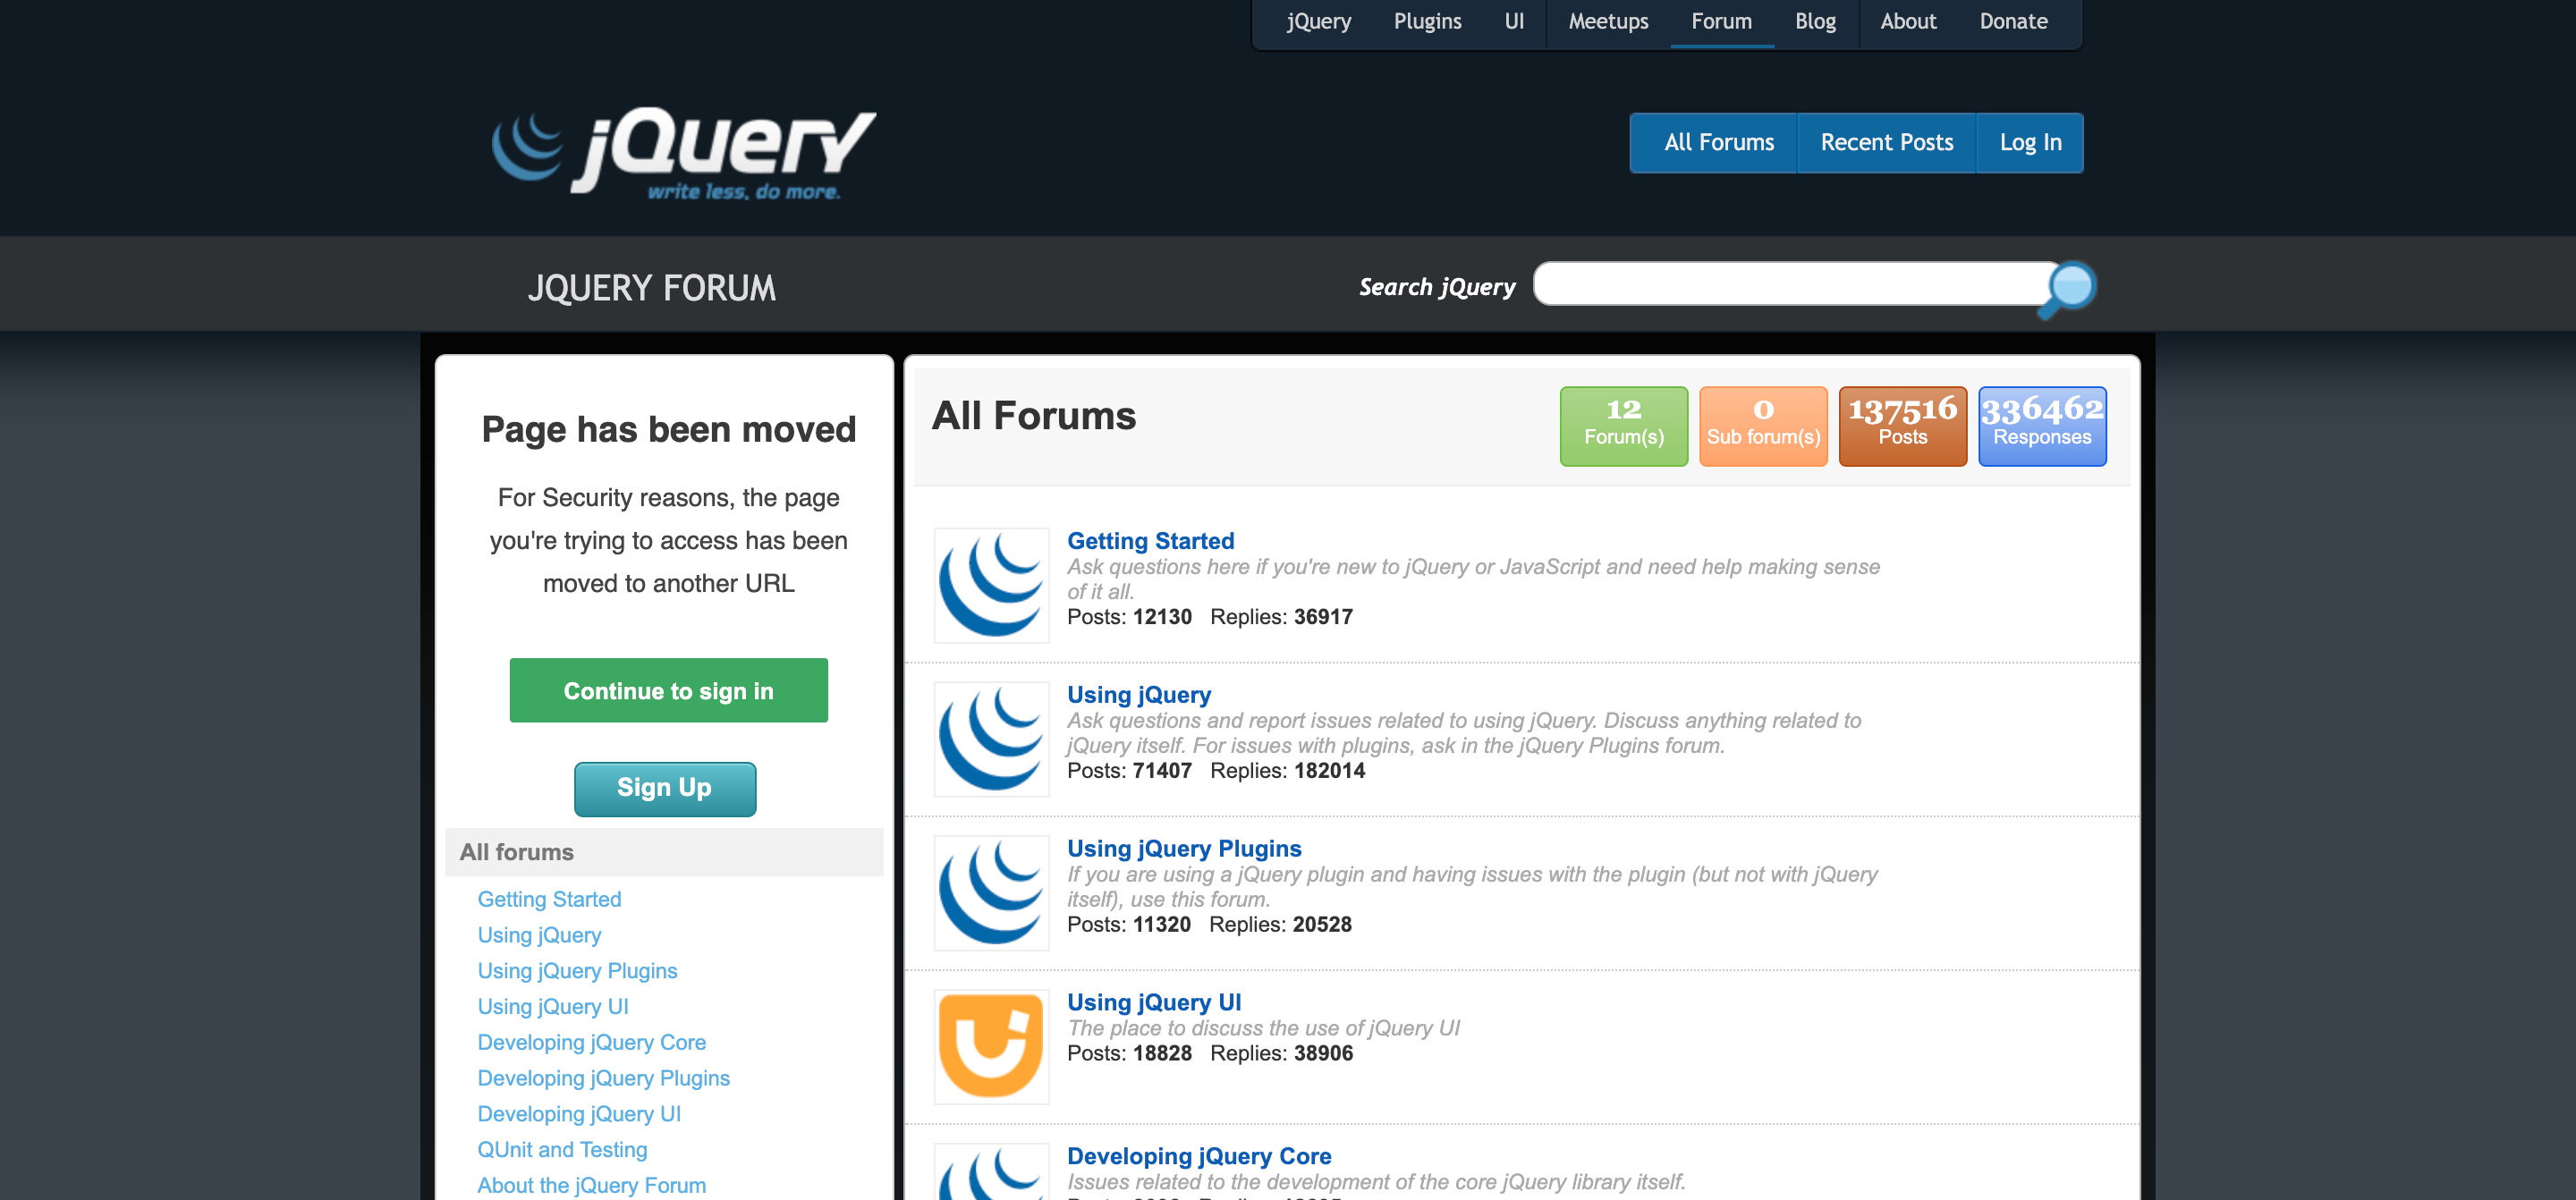 jQuery Plugins UI Meetups Forum Blog About Donate
jQuery
write less, do more.
All Forums Recent Posts Log In
JQUERY FORUM
Search jQuery
Page has been moved
For Security reasons, the page
you're trying to access has been
moved to another URL
Continue to sign in
Sign Up
All forums
Getting Started
Using jQuery
Using jQuery Plugins
Using jQuery UI
Developing jQuery Core
Developing jQuery Plugins
Developing jQuery UI
QUnit and Testing
About the jQuery Forum
All Forums
12
Forum(s)
0
Sub forum(s)
137516
Posts
336462
Responses
Getting Started
Ask questions here if you're new to jQuery or JavaScript and need help making sense
of it all.
Posts: 12130 Replies: 36917
Using jQuery
Ask questions and report issues related to using jQuery. Discuss anything related to
jQuery itself. For issues with plugins, ask in the jQuery Plugins forum.
Posts: 71407 Replies: 182014
Using jQuery Plugins
If you are using a jQuery plugin and having issues with the plugin (but not with jQuery
itself), use this forum.
Posts: 11320 Replies: 20528
Using jQuery UI
The place to discuss the use of jQuery UI
Posts: 18828 Replies: 38906
Developing jQuery Core
Issues related to the development of the core jQuery library itself.